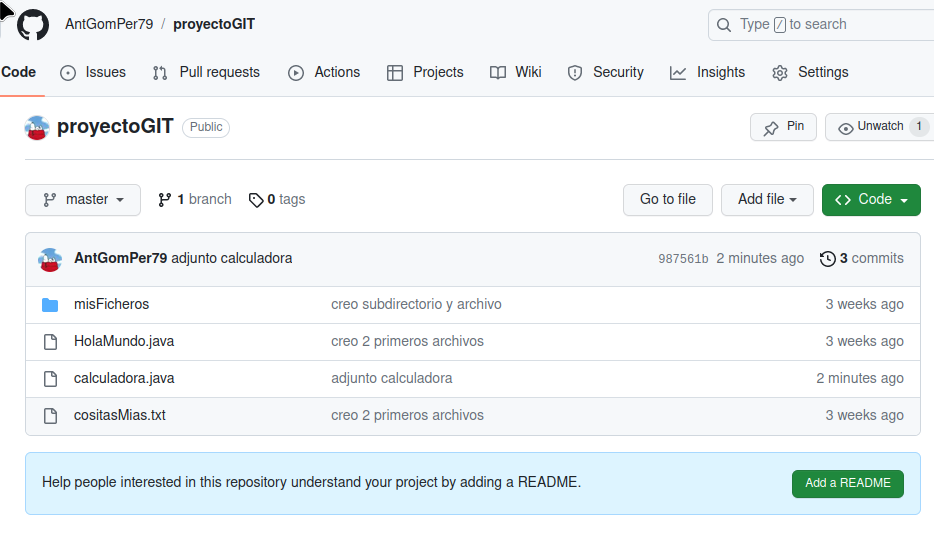 AntGomPer79 / proyectoGIT Type / to search
Code Issues Pull requests Actions Projects Wiki Security Insights Settings
proyectoGIT Public Pin Unwatch 1
master 1 branch 0 tags Go to file Add file Code
AntGomPer79 adjunto calculadora 987561b 2 minutes ago 3 commits
misFicheros creo subdirectorio y archivo 3 weeks ago
HolaMundo.java creo 2 primeros archivos 3 weeks ago
calculadora.java adjunto calculadora 2 minutes ago
cositasMias.txt creo 2 primeros archivos 3 weeks ago
Help people interested in this repository understand your project by adding a README. Add a README